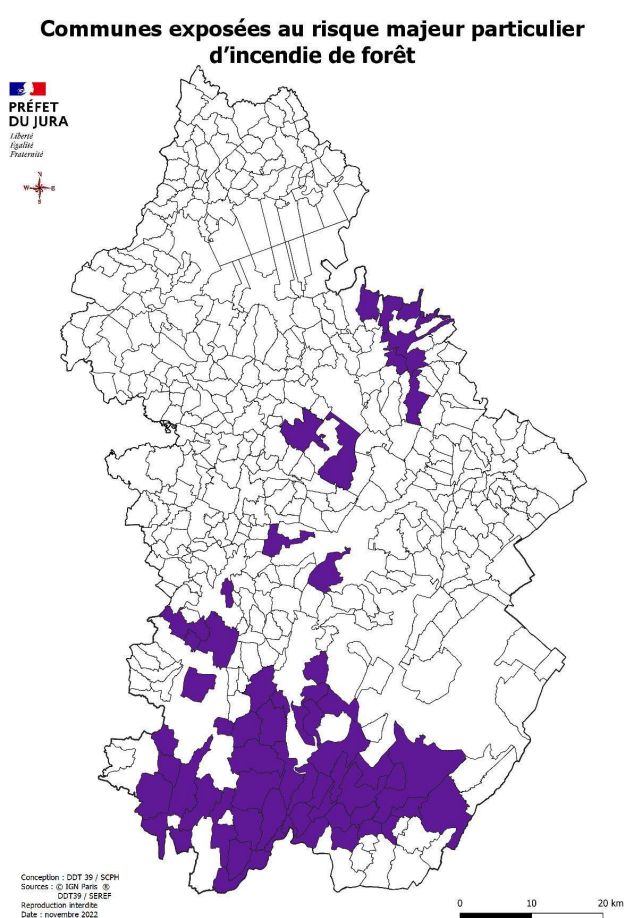 Communes exposées au risque majeur particulier
d'incendie de forêt
PRÉFET
DU JURA
Liberté
Égalité
Fraternité
N
W E
S
Conception : DDT 39 / SCPH
Sources : © IGN Paris ®
DDT39 / SEREF
Reproduction interdite
Date : novembre 2022
0 10 20 km